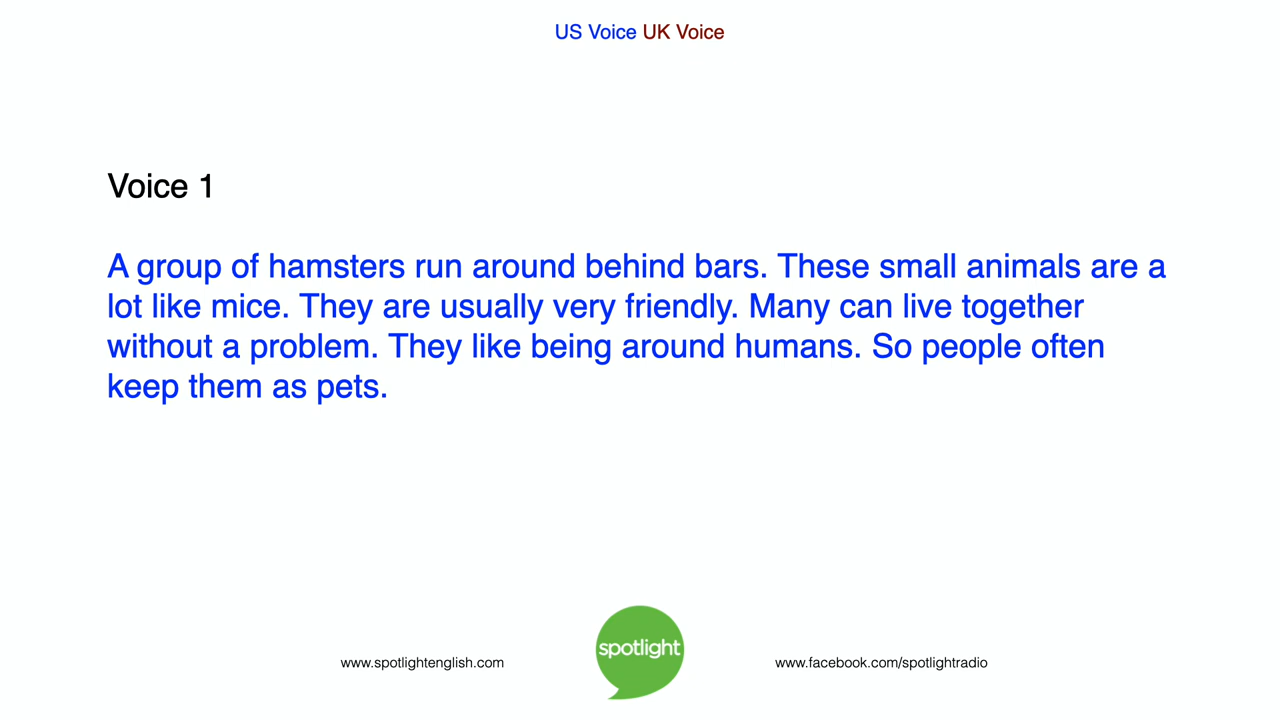 US Voice UK Voice
Voice 1
A group of hamsters run around behind bars. These small animals are a
lot like mice. They are usually very friendly. Many can live together
without a problem. They like being around humans. So people often
keep them as pets.
spotlight
www.spotlightenglish.com
www.facebook.com/spotlightradio